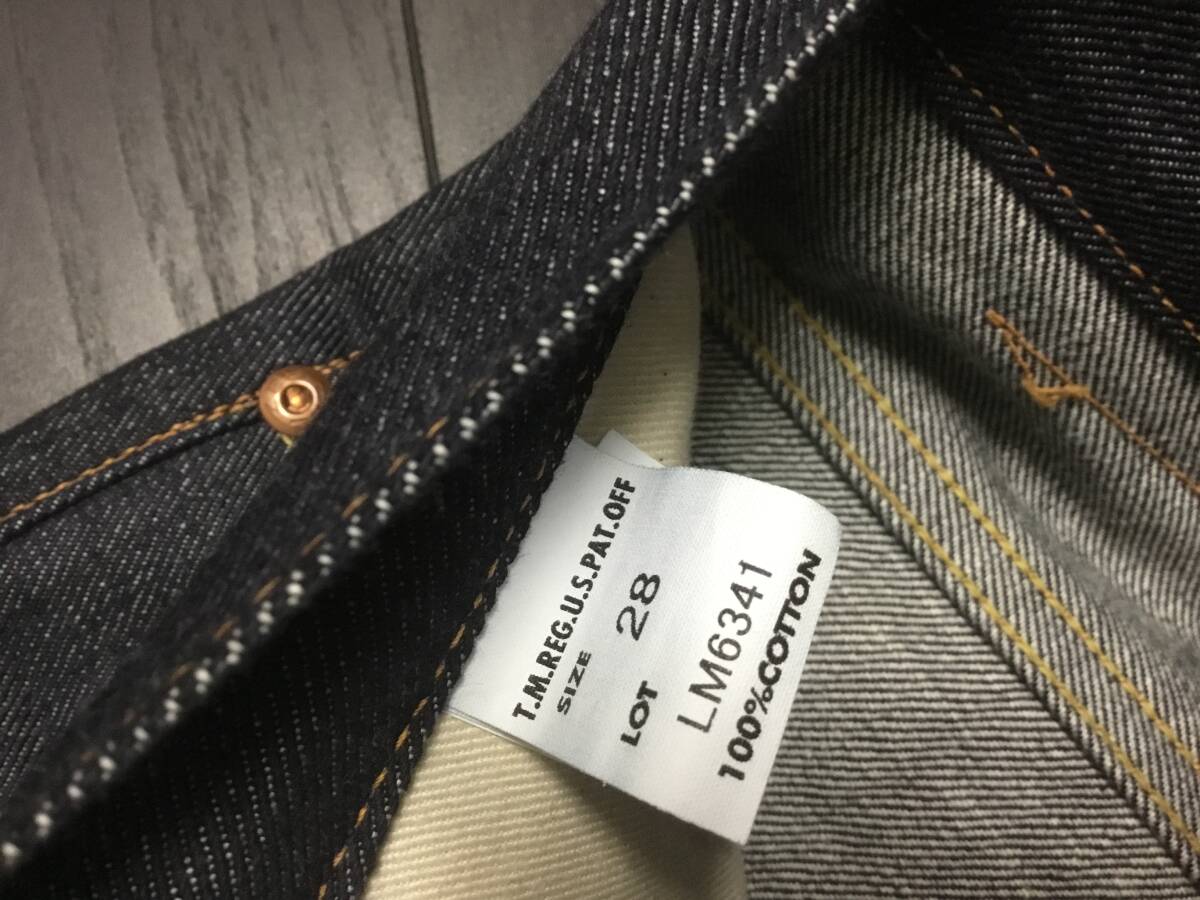 T.M.REG.U.S.PAT.OFF
SIZE 28
LOT LM6341
100%COTTON